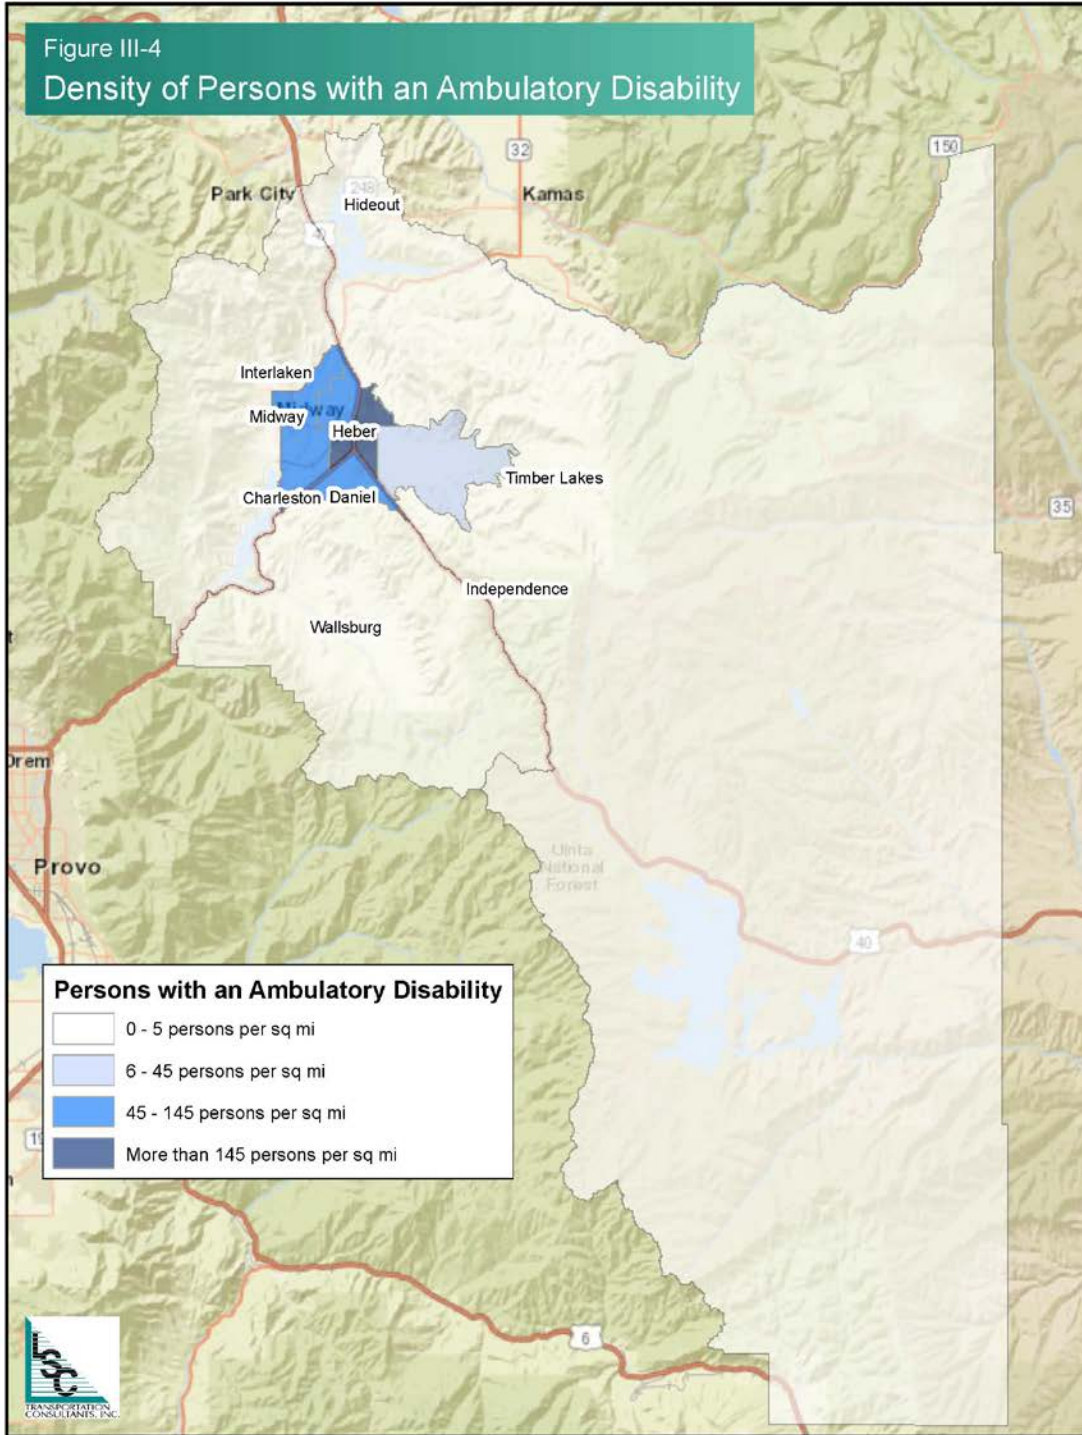 Figure III-4
Density of Persons with an Ambulatory Disability
150
32
Park City
248
Kamas
Hideout
40
Interlaken
Midway
Midway
Heber
Timber Lakes
Charleston
Daniel
35
Independence
Wallsburg
Orem
Uinta
National
Forest
Provo
40
Persons with an Ambulatory Disability
0 - 5 persons per sq mi
6 - 45 persons per sq mi
45 - 145 persons per sq mi
More than 145 persons per sq mi
6
LSC
TRANSPORTATION
CONSULTANTS, INC.